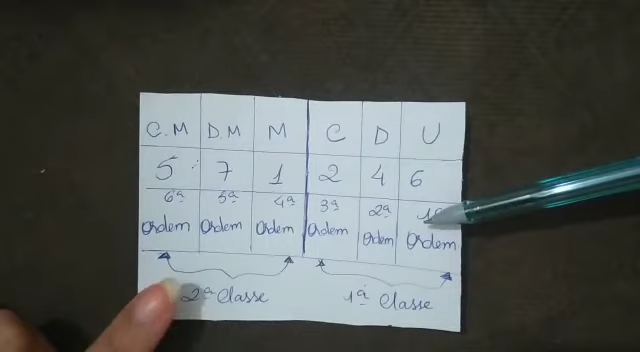 C.M D.M M C D U
5 7 1 2 4 6
6ª 5ª 4ª 3ª 2ª 1ª
Ordem Ordem Ordem Ordem Ordem Ordem
2ª Classe 1ª Classe